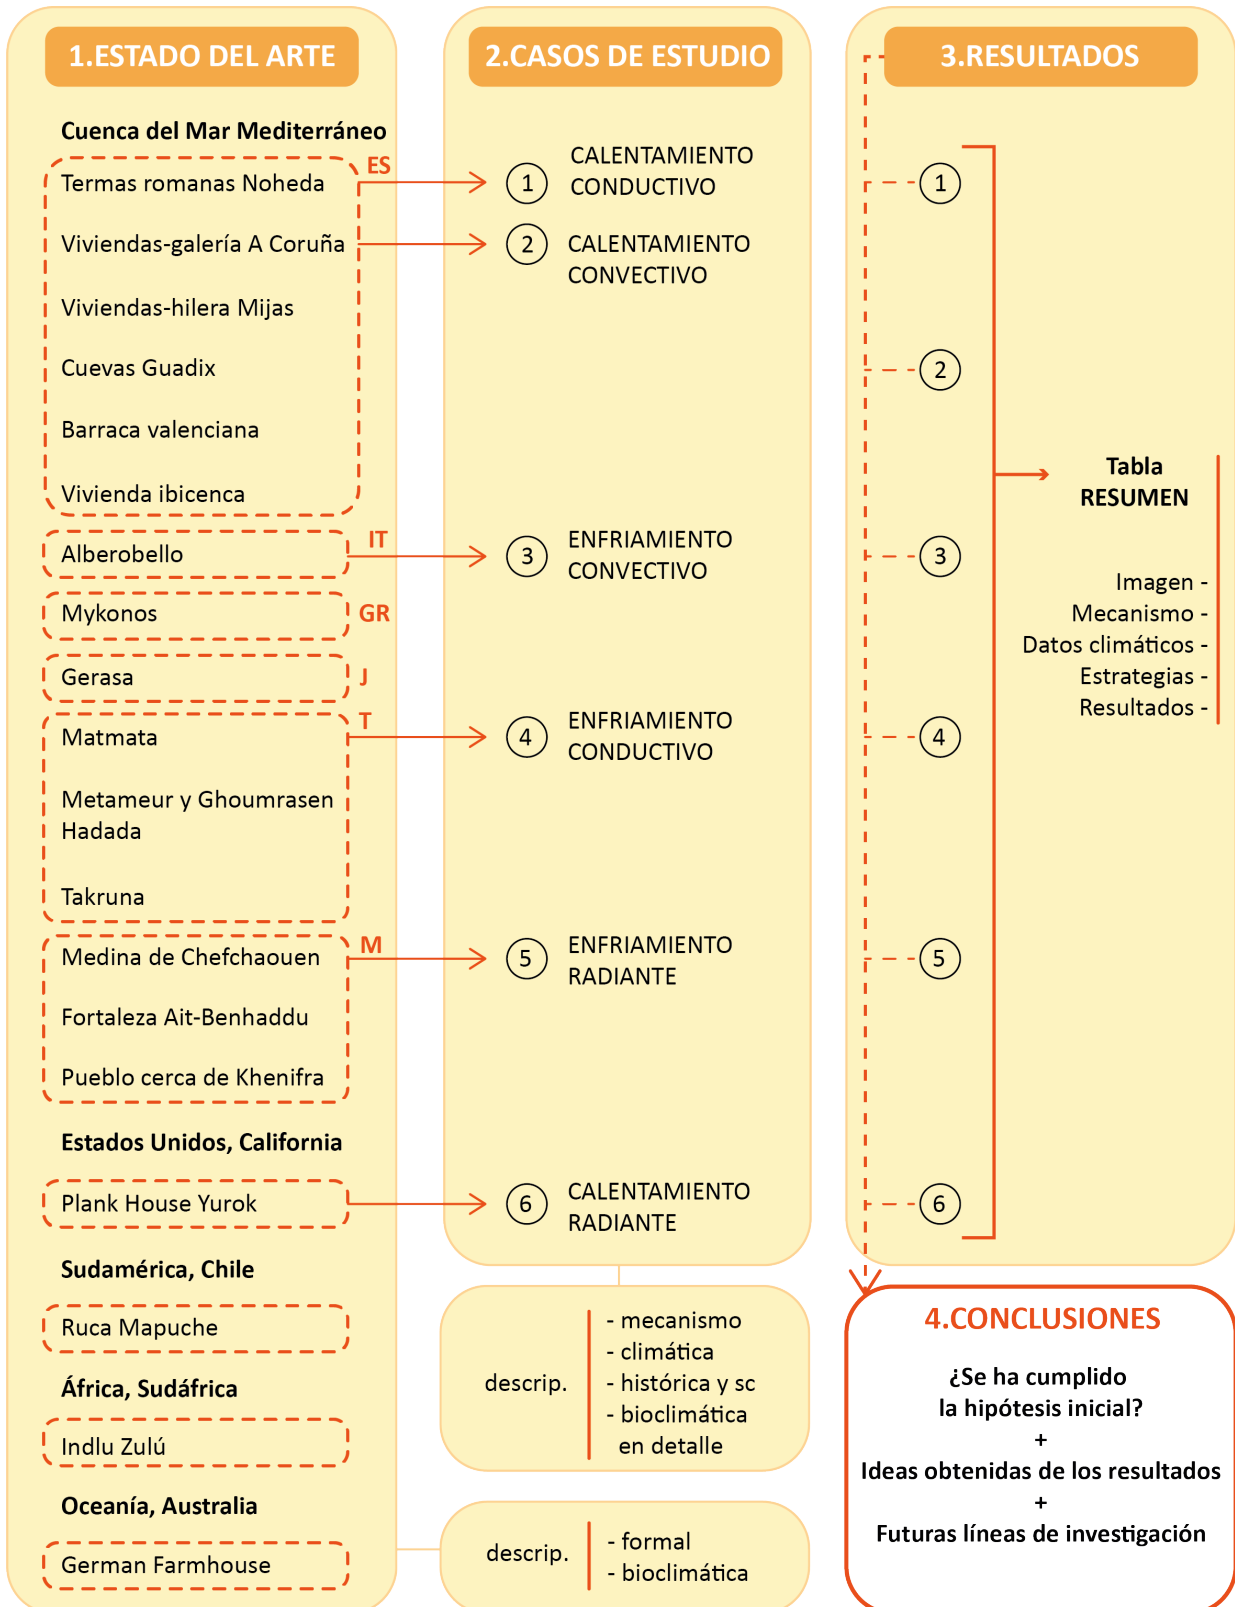 1.ESTADO DEL ARTE
Cuenca del Mar Mediterráneo
ES
Termas romanas Noheda
Viviendas-galería A Coruña
Viviendas-hilera Mijas
Cuevas Guadix
Barraca valenciana
Vivienda ibicenca
IT
Alberobello
Mykonos
GR
Gerasa
J
T
Matmata
Metameur y Ghoumrasen
Hadada
Takruna
M
Medina de Chefchaouen
Fortaleza Ait-Benhaddu
Pueblo cerca de Khenifra
Estados Unidos, California
Plank House Yurok
Sudamérica, Chile
Ruca Mapuche
África, Sudáfrica
Indlu Zulú
Oceanía, Australia
German Farmhouse
2.CASOS DE ESTUDIO
1
CALENTAMIENTO
CONDUCTIVO
2
CALENTAMIENTO
CONVECTIVO
3
ENFRIAMIENTO
CONVECTIVO
4
ENFRIAMIENTO
CONDUCTIVO
5
ENFRIAMIENTO
RADIANTE
6
CALENTAMIENTO
RADIANTE
descrip.
- mecanismo
- climática
- histórica y sc
- bioclimática
en detalle
descrip.
- formal
- bioclimática
3.RESULTADOS
1
2
3
4
5
6
Tabla
RESUMEN
Imagen -
Mecanismo -
Datos climáticos -
Estrategias -
Resultados -
4.CONCLUSIONES
¿Se ha cumplido
la hipótesis inicial?
+
Ideas obtenidas de los resultados
+
Futuras líneas de investigación